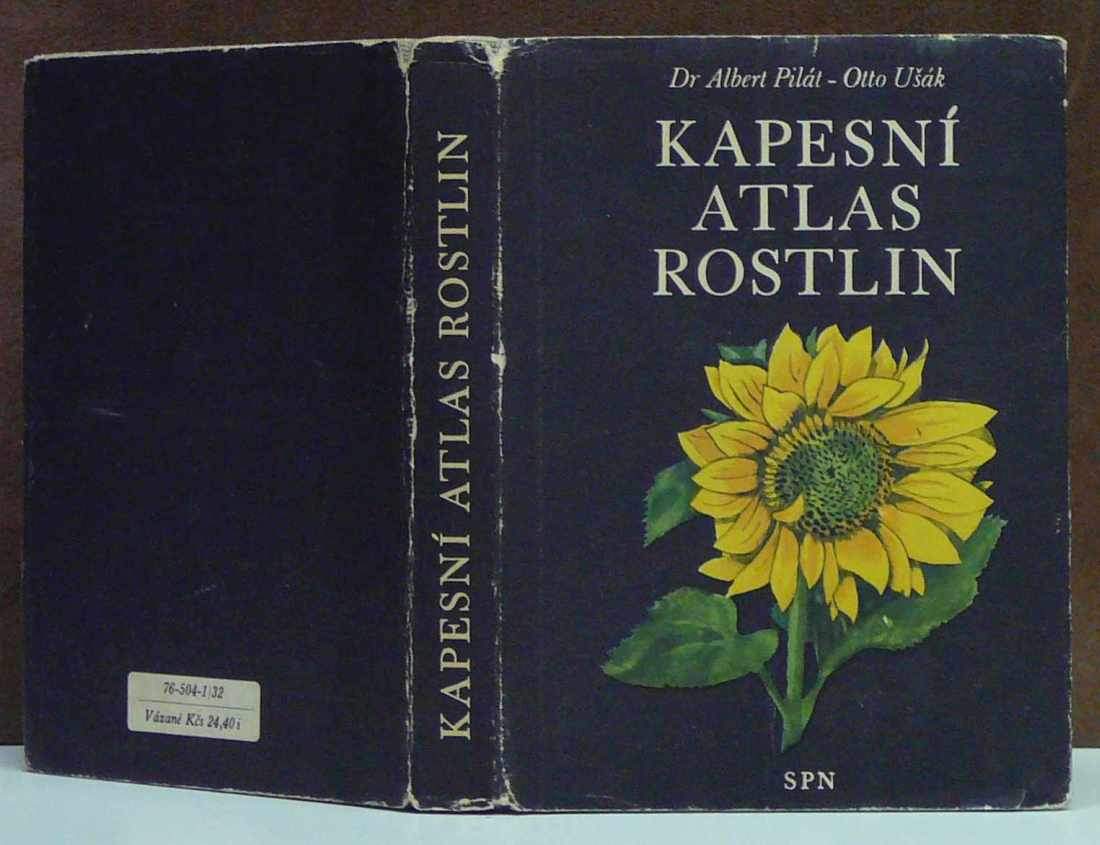 Dr Albert Pilát - Otto Ušák
KAPESNÍ
ATLAS
ROSTLIN
SPN
KAPESNÍ ATLAS ROSTLIN
76-504-1/32
Vázané Kčs 24,40 i